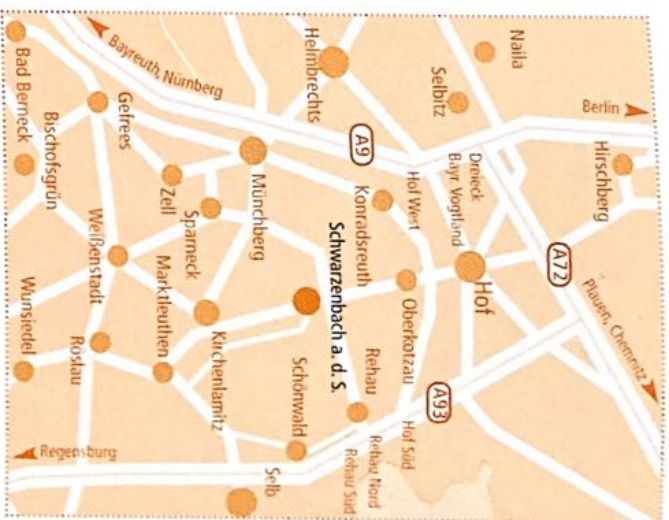 Naila
Selbitz
Berlin
Hirschberg
Helmbrechts
Bayreuth, Nürnberg
A9
Dreieck
Bayr. Vogtland
Hof West
A72
Plauen, Chemnitz
Bad Berneck
Gefrees
Münchberg
Konradsreuth
Hof
Bischofsgrün
Zell
Sparneck
Schwarzenbach a. d. S.
Oberkotzau
Weißenstadt
Marktleuthen
Kirchenlamitz
Rehau
A93
Wunsiedel
Röslau
Schönwald
Hof Süd
Rehau Nord
Rehau Süd
Regensburg
Selb